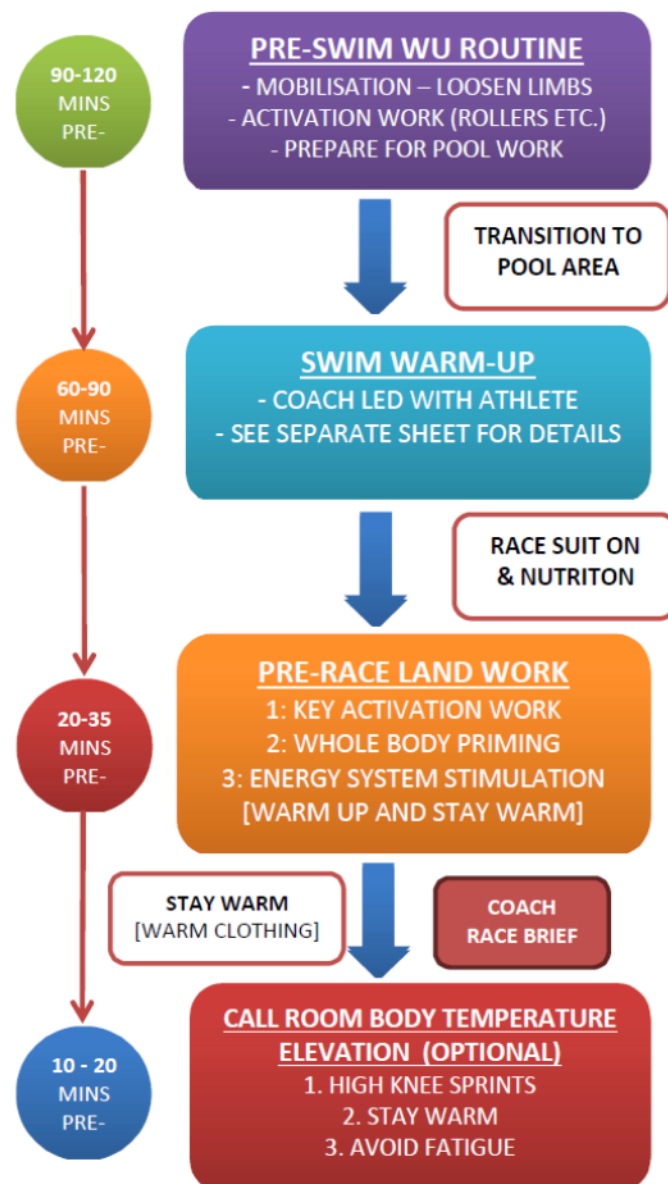 90-120
MINS
PRE-
PRE-SWIM WU ROUTINE
- MOBILISATION – LOOSEN LIMBS
- ACTIVATION WORK (ROLLERS ETC.)
- PREPARE FOR POOL WORK
TRANSITION TO
POOL AREA
60-90
MINS
PRE-
SWIM WARM-UP
- COACH LED WITH ATHLETE
- SEE SEPARATE SHEET FOR DETAILS
RACE SUIT ON
& NUTRITON
20-35
MINS
PRE-
PRE-RACE LAND WORK
1: KEY ACTIVATION WORK
2: WHOLE BODY PRIMING
3: ENERGY SYSTEM STIMULATION
[WARM UP AND STAY WARM]
STAY WARM
[WARM CLOTHING]
COACH
RACE BRIEF
10 - 20
MINS
PRE-
CALL ROOM BODY TEMPERATURE
ELEVATION (OPTIONAL)
1. HIGH KNEE SPRINTS
2. STAY WARM
3. AVOID FATIGUE